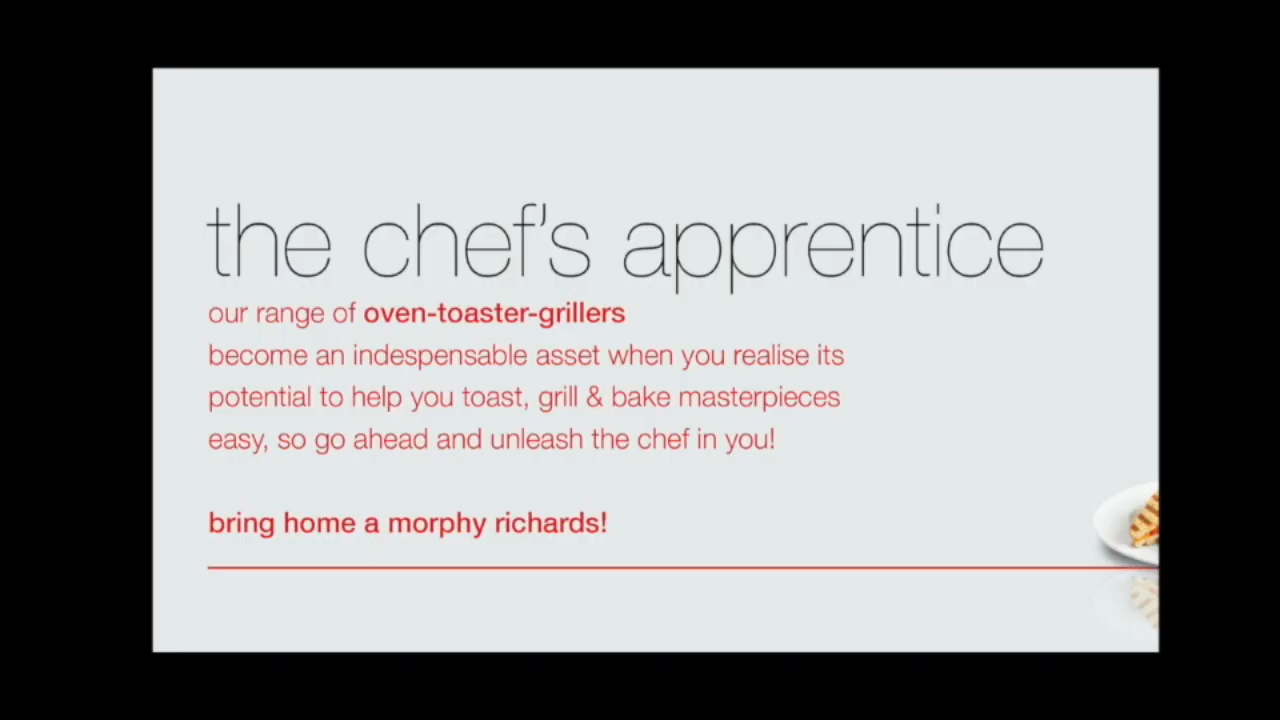 the chef's apprentice
our range of oven-toaster-grillers
become an indespensable asset when you realise its
potential to help you toast, grill & bake masterpieces
easy, so go ahead and unleash the chef in you!
bring home a morphy richards!